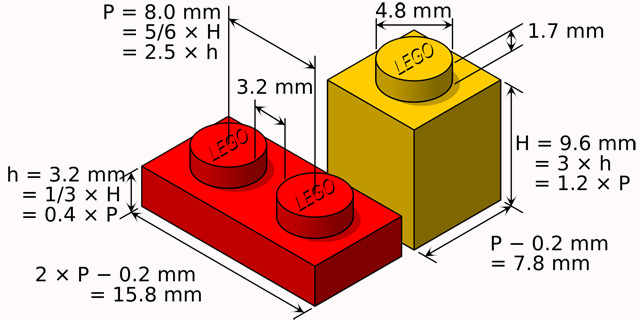 P = 8.0 mm
= 5/6 × H
= 2.5 × h
4.8 mm
1.7 mm
3.2 mm
LEGO
LEGO
LEGO
h = 3.2 mm
= 1/3 × H
= 0.4 × P
H = 9.6 mm
= 3 × h
= 1.2 × P
P − 0.2 mm
= 7.8 mm
2 × P − 0.2 mm
= 15.8 mm